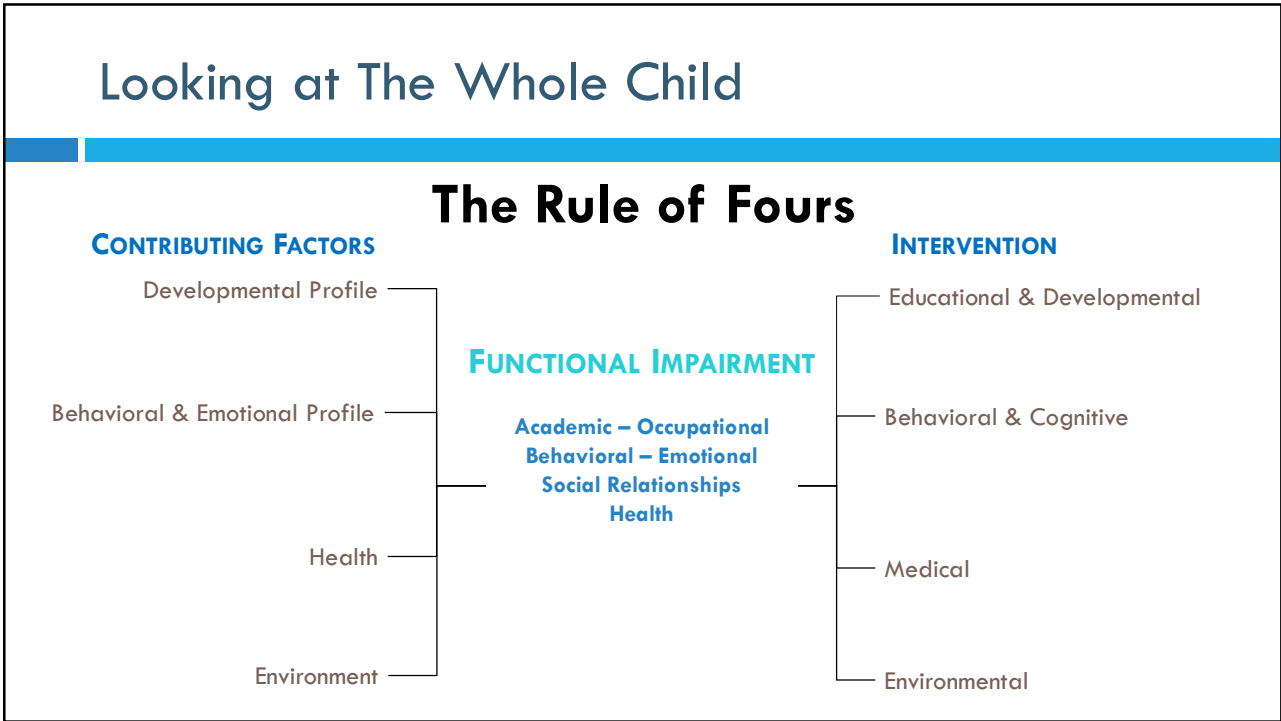 Looking at The Whole Child
The Rule of Fours
CONTRIBUTING FACTORS
Developmental Profile
Behavioral & Emotional Profile
Health
Environment
FUNCTIONAL IMPAIRMENT
Academic – Occupational
Behavioral – Emotional
Social Relationships
Health
INTERVENTION
Educational & Developmental
Behavioral & Cognitive
Medical
Environmental